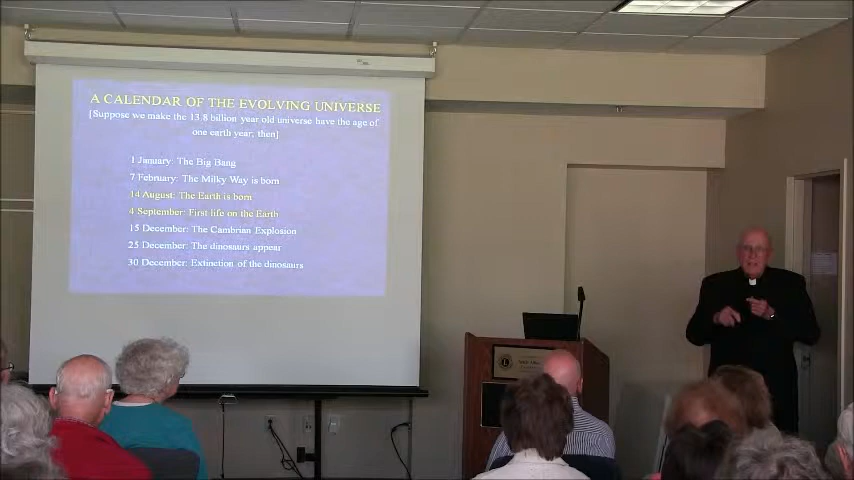 A CALENDAR OF THE EVOLVING UNIVERSE
[Suppose we make the 13.8 billion year old universe have the age of
one earth year, then]
1 January: The Big Bang
7 February: The Milky Way is born
14 August: The Earth is born
4 September: First life on the Earth
15 December: The Cambrian Explosion
25 December: The dinosaurs appear
30 December: Extinction of the dinosaurs